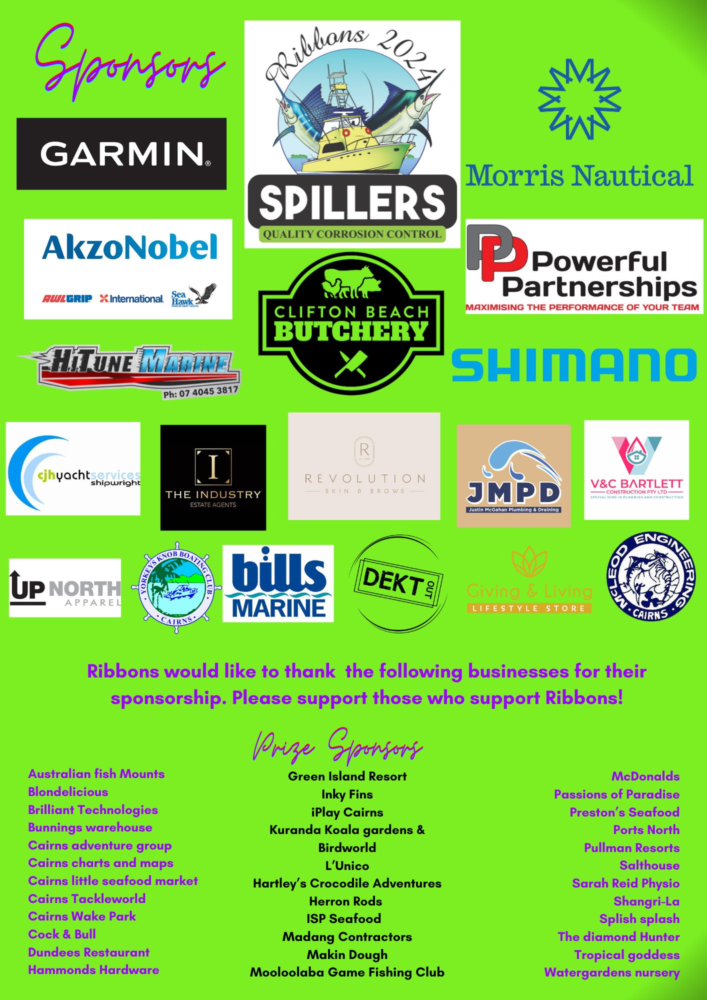 Sponsors
Ribbons 2024
SPILLERS
QUALITY CORROSION CONTROL
GARMIN®
Morris Nautical
AkzoNobel
AWLGRIP
International
Sea
Hawk
PREMIUM YACHT FINISHES
CLIFTON BEACH
BUTCHERY
PP Powerful
Partnerships
MAXIMISING THE PERFORMANCE OF YOUR TEAM
HiTUNE MARINE
Ph: 07 4045 3817
SHIMANO
cjhyachtservices
shipwright
I
THE INDUSTRY
ESTATE AGENTS
R
REVOLUTION
SKIN & BROWS
JMPD
Justin McGahan Plumbing & Draining
V&C BARTLETT
CONSTRUCTION PTY LTD
SPECIALISING IN PLUMBING AND CONSTRUCTION
UP NORTH
APPAREL
YORKEYS KNOB BOATING CLUB
CAIRNS
bills
MARINE
DEKT OUT
Giving & Living
LIFESTYLE STORE
McLEOD ENGINEERING
CAIRNS
Ribbons would like to thank the following businesses for their
sponsorship. Please support those who support Ribbons!
Prize Sponsors
Australian fish Mounts
Blondelicious
Brilliant Technologies
Bunnings warehouse
Cairns adventure group
Cairns charts and maps
Cairns little seafood market
Cairns Tackleworld
Cairns Wake Park
Cock & Bull
Dundees Restaurant
Hammonds Hardware
Green Island Resort
Inky Fins
iPlay Cairns
Kuranda Koala gardens &
Birdworld
L’Unico
Hartley’s Crocodile Adventures
Herron Rods
ISP Seafood
Madang Contractors
Makin Dough
Mooloolaba Game Fishing Club
McDonalds
Passions of Paradise
Preston’s Seafood
Ports North
Pullman Resorts
Salthouse
Sarah Reid Physio
Shangri-La
Splish splash
The diamond Hunter
Tropical goddess
Watergardens nursery